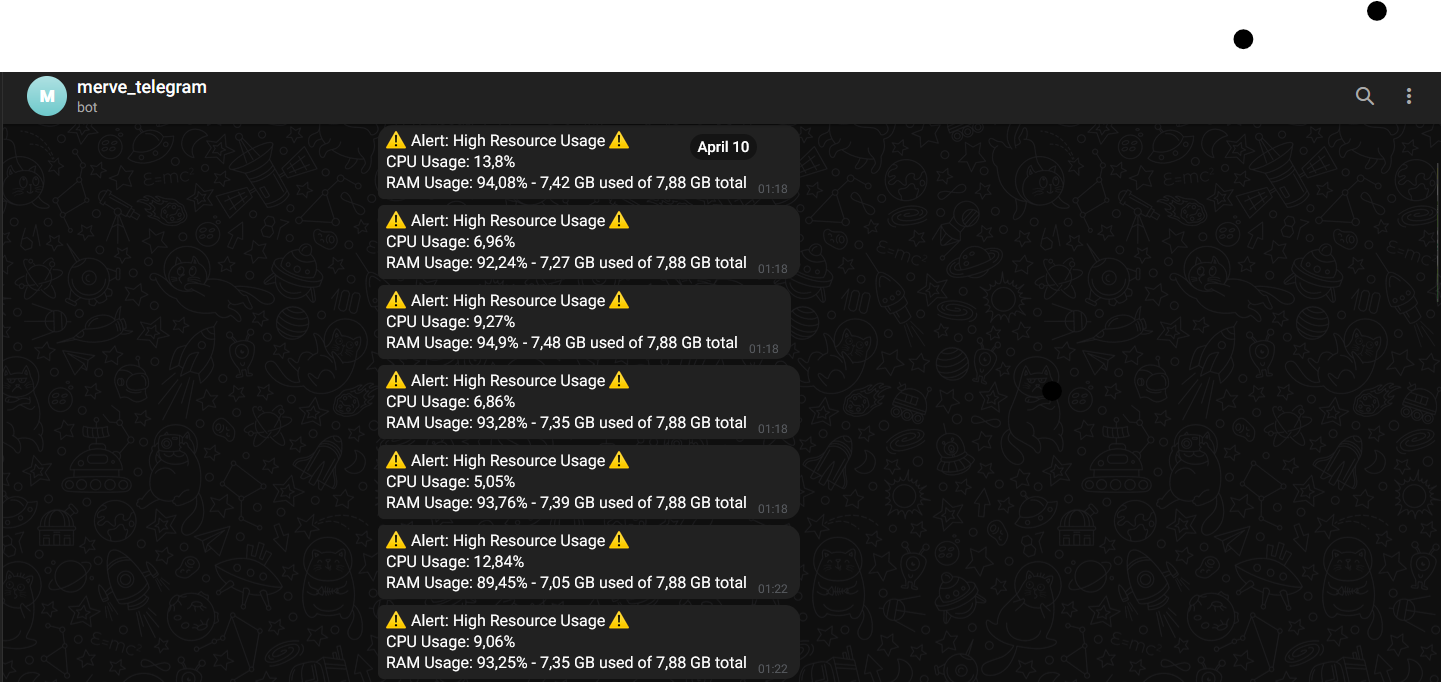 M
merve_telegram
bot
April 10
⚠️ Alert: High Resource Usage ⚠️
CPU Usage: 13,8%
RAM Usage: 94,08% - 7,42 GB used of 7,88 GB total 01:18
⚠️ Alert: High Resource Usage ⚠️
CPU Usage: 6,96%
RAM Usage: 92,24% - 7,27 GB used of 7,88 GB total 01:18
⚠️ Alert: High Resource Usage ⚠️
CPU Usage: 9,27%
RAM Usage: 94,9% - 7,48 GB used of 7,88 GB total 01:18
⚠️ Alert: High Resource Usage ⚠️
CPU Usage: 6,86%
RAM Usage: 93,28% - 7,35 GB used of 7,88 GB total 01:18
⚠️ Alert: High Resource Usage ⚠️
CPU Usage: 5,05%
RAM Usage: 93,76% - 7,39 GB used of 7,88 GB total 01:18
⚠️ Alert: High Resource Usage ⚠️
CPU Usage: 12,84%
RAM Usage: 89,45% - 7,05 GB used of 7,88 GB total 01:22
⚠️ Alert: High Resource Usage ⚠️
CPU Usage: 9,06%
RAM Usage: 93,25% - 7,35 GB used of 7,88 GB total 01:22